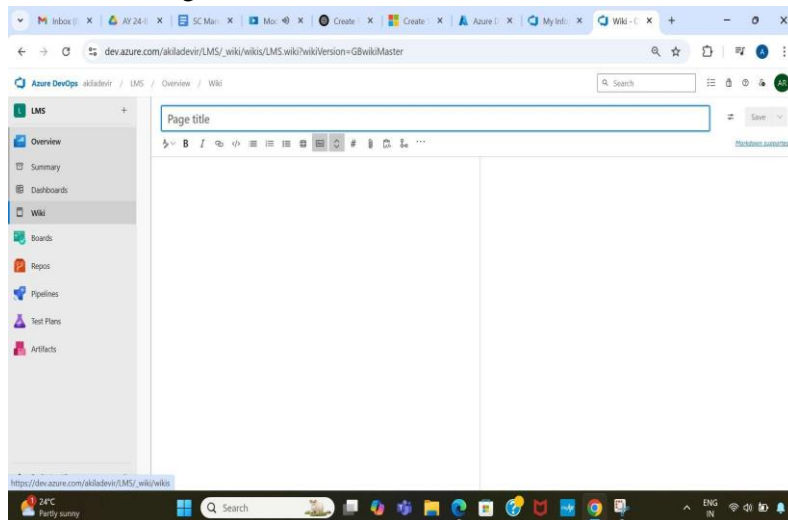 Inbox (
AY 24-
SC Man
Mo
Create
Create
Azure D
My Info
Wiki - C
dev.azure.com/akiladevir/LMS/_wiki/wikis/LMS.wiki?wikiVersion=GBwikiMaster
Azure DevOps akiladevir / LMS / Overview / Wiki
Search
AR
L LMS +
Page title
Save
Overview
B I
Markdown supported
Summary
Dashboards
Wiki
Boards
Repos
Pipelines
Test Plans
Artifacts
https://dev.azure.com/akiladevir/LMS/_wiki/wikis
24°C
Partly sunny
Search
ENG
IN